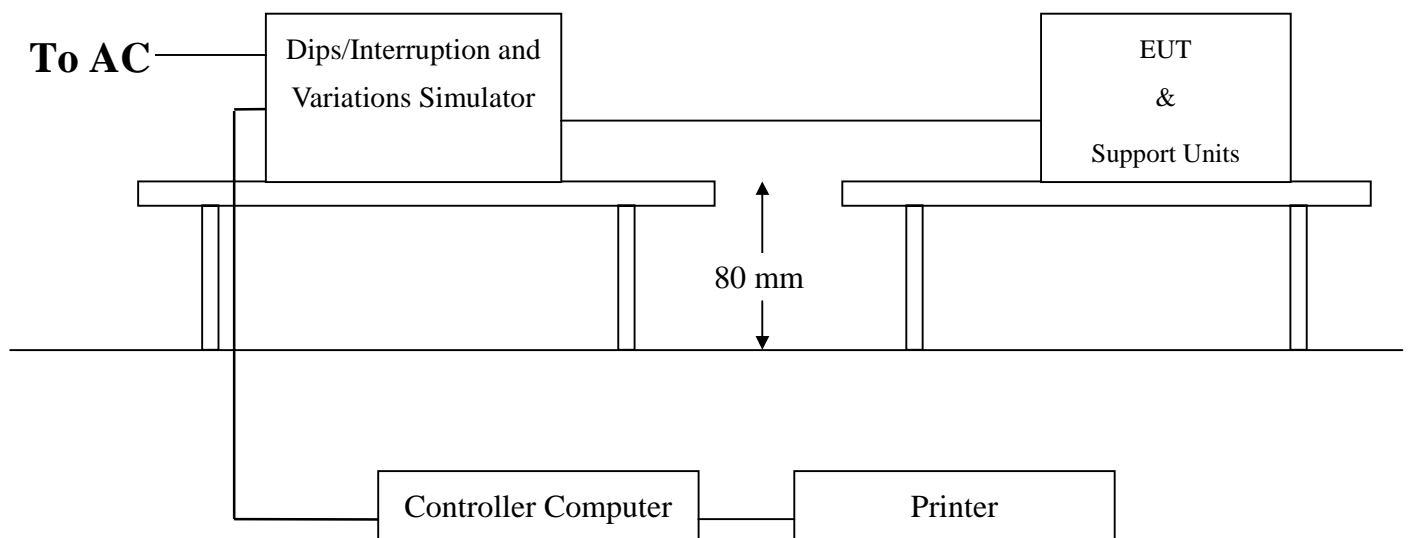 To AC
Dips/Interruption and
Variations Simulator
EUT
&
Support Units
80 mm
Controller Computer
Printer